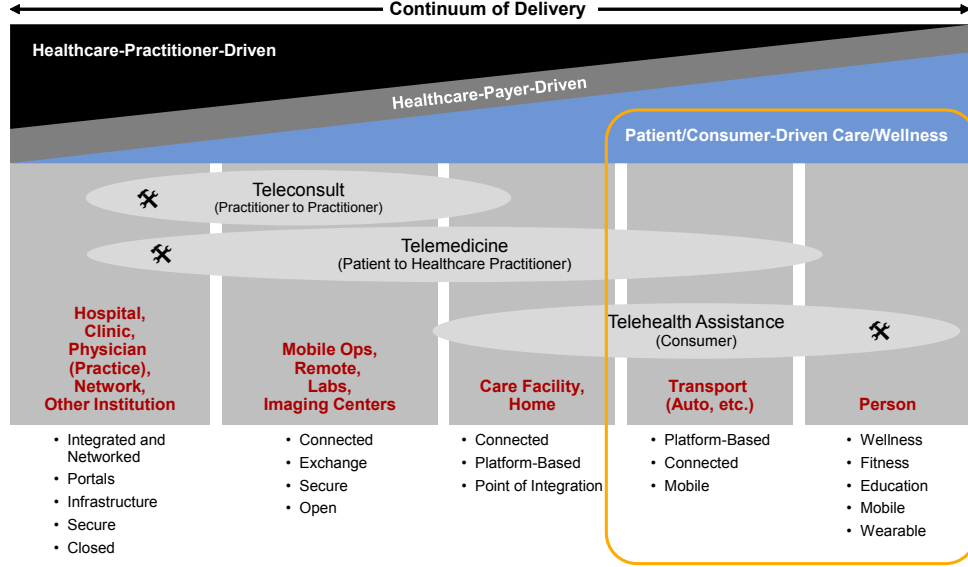 Continuum of Delivery
Healthcare-Practitioner-Driven
Healthcare-Payer-Driven
Patient/Consumer-Driven Care/Wellness
Teleconsult
(Practitioner to Practitioner)
Telemedicine
(Patient to Healthcare Practitioner)
Telehealth Assistance
(Consumer)
Hospital,
Clinic,
Physician
(Practice),
Network,
Other Institution
Mobile Ops,
Remote,
Labs,
Imaging Centers
Care Facility,
Home
Transport
(Auto, etc.)
Person
• Integrated and
Networked
• Portals
• Infrastructure
• Secure
• Closed
• Connected
• Exchange
• Secure
• Open
• Connected
• Platform-Based
• Point of Integration
• Platform-Based
• Connected
• Mobile
• Wellness
• Fitness
• Education
• Mobile
• Wearable